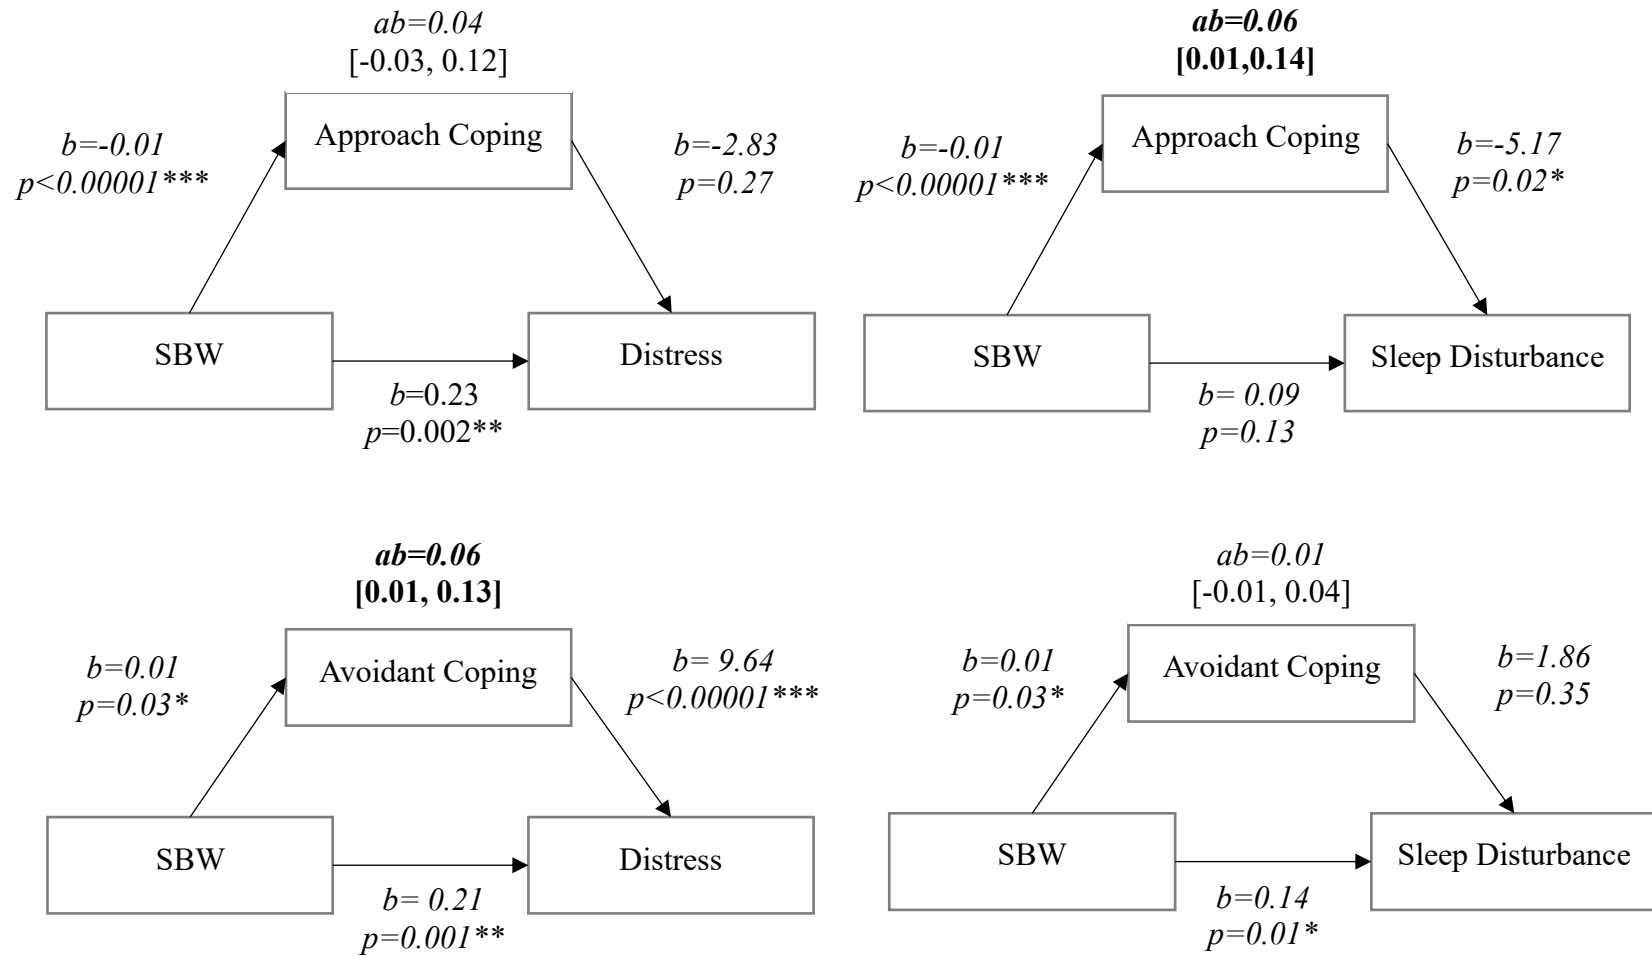 ab=0.04
[-0.03, 0.12]
b=-0.01
p<0.00001***
Approach Coping
b=-2.83
p=0.27
SBW
Distress
b=0.23
p=0.002**
ab=0.06
[0.01,0.14]
b=-0.01
p<0.00001***
Approach Coping
b=-5.17
p=0.02*
SBW
Sleep Disturbance
b= 0.09
p=0.13
ab=0.06
[0.01, 0.13]
b=0.01
p=0.03*
Avoidant Coping
b= 9.64
p<0.00001***
SBW
Distress
b= 0.21
p=0.001**
ab=0.01
[-0.01, 0.04]
b=0.01
p=0.03*
Avoidant Coping
b=1.86
p=0.35
SBW
Sleep Disturbance
b=0.14
p=0.01*